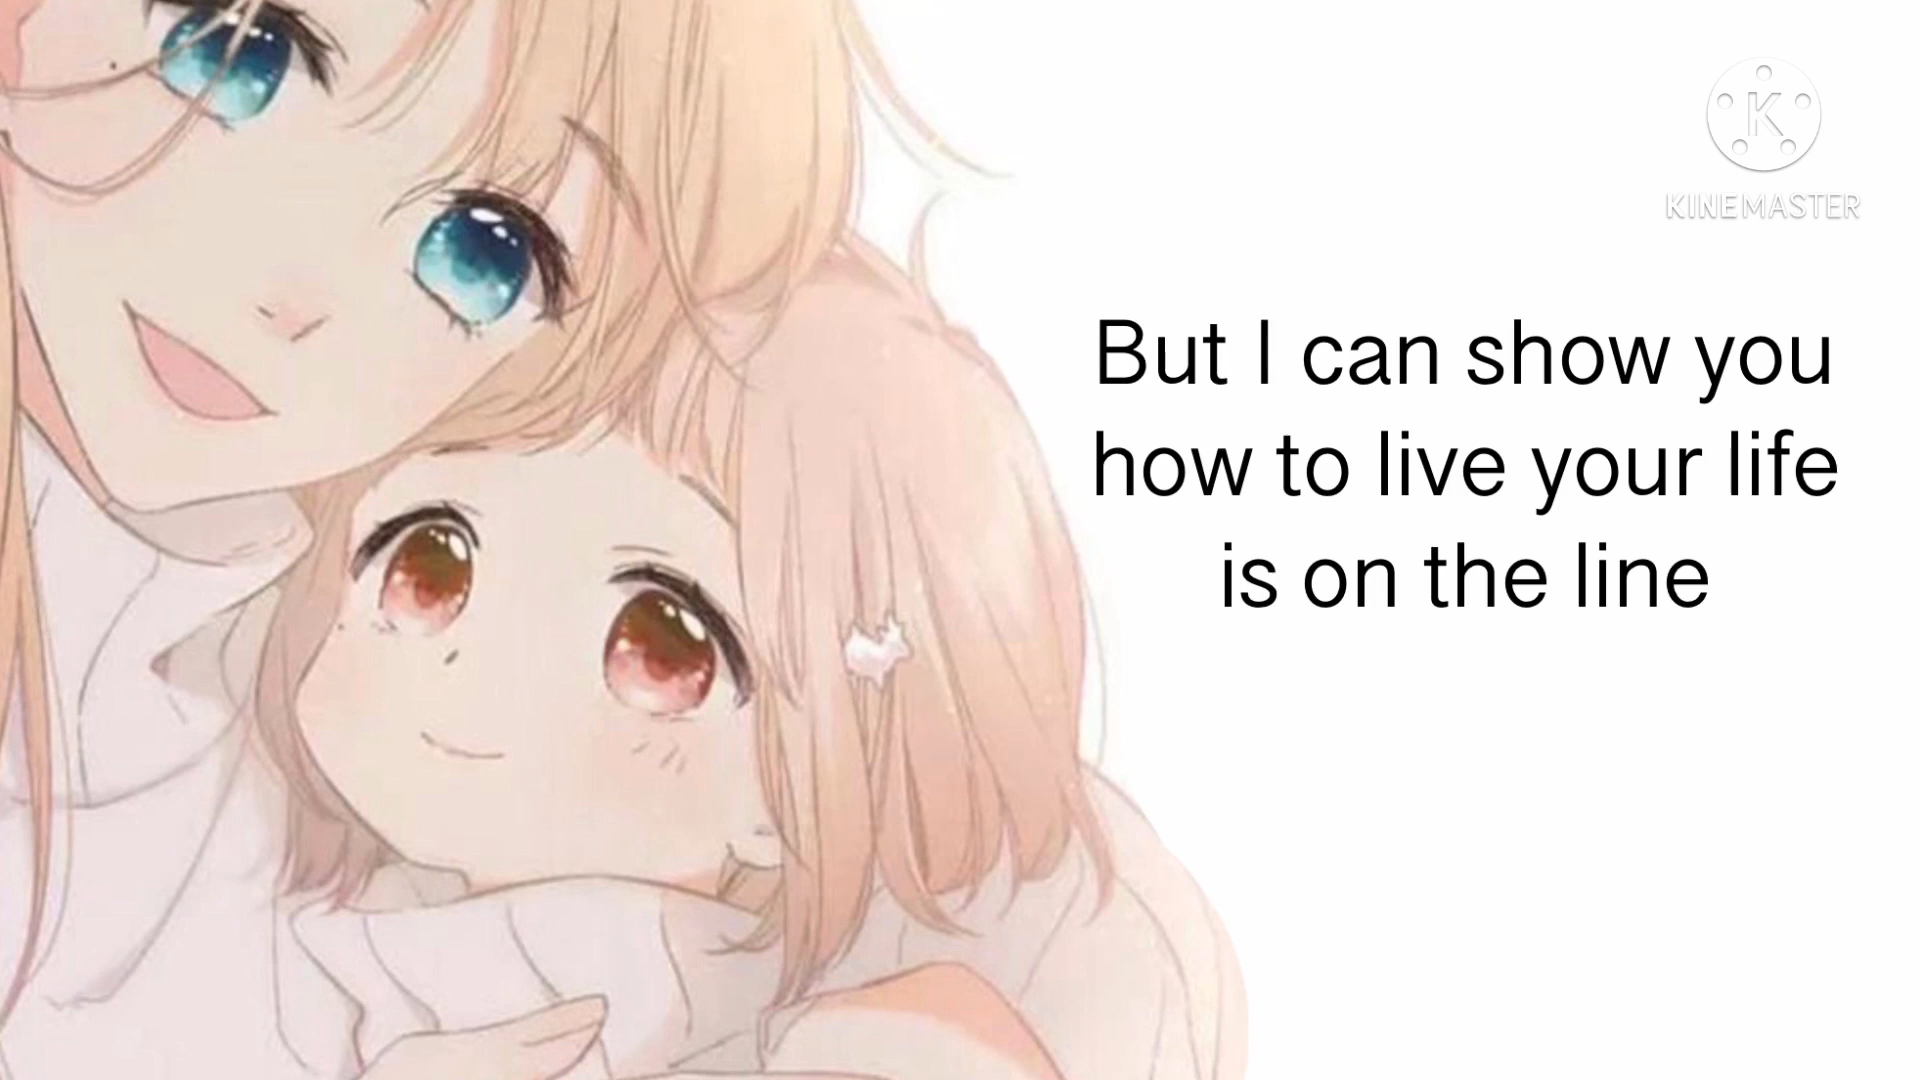 K
KINEMASTER
But I can show you
how to live your life
is on the line